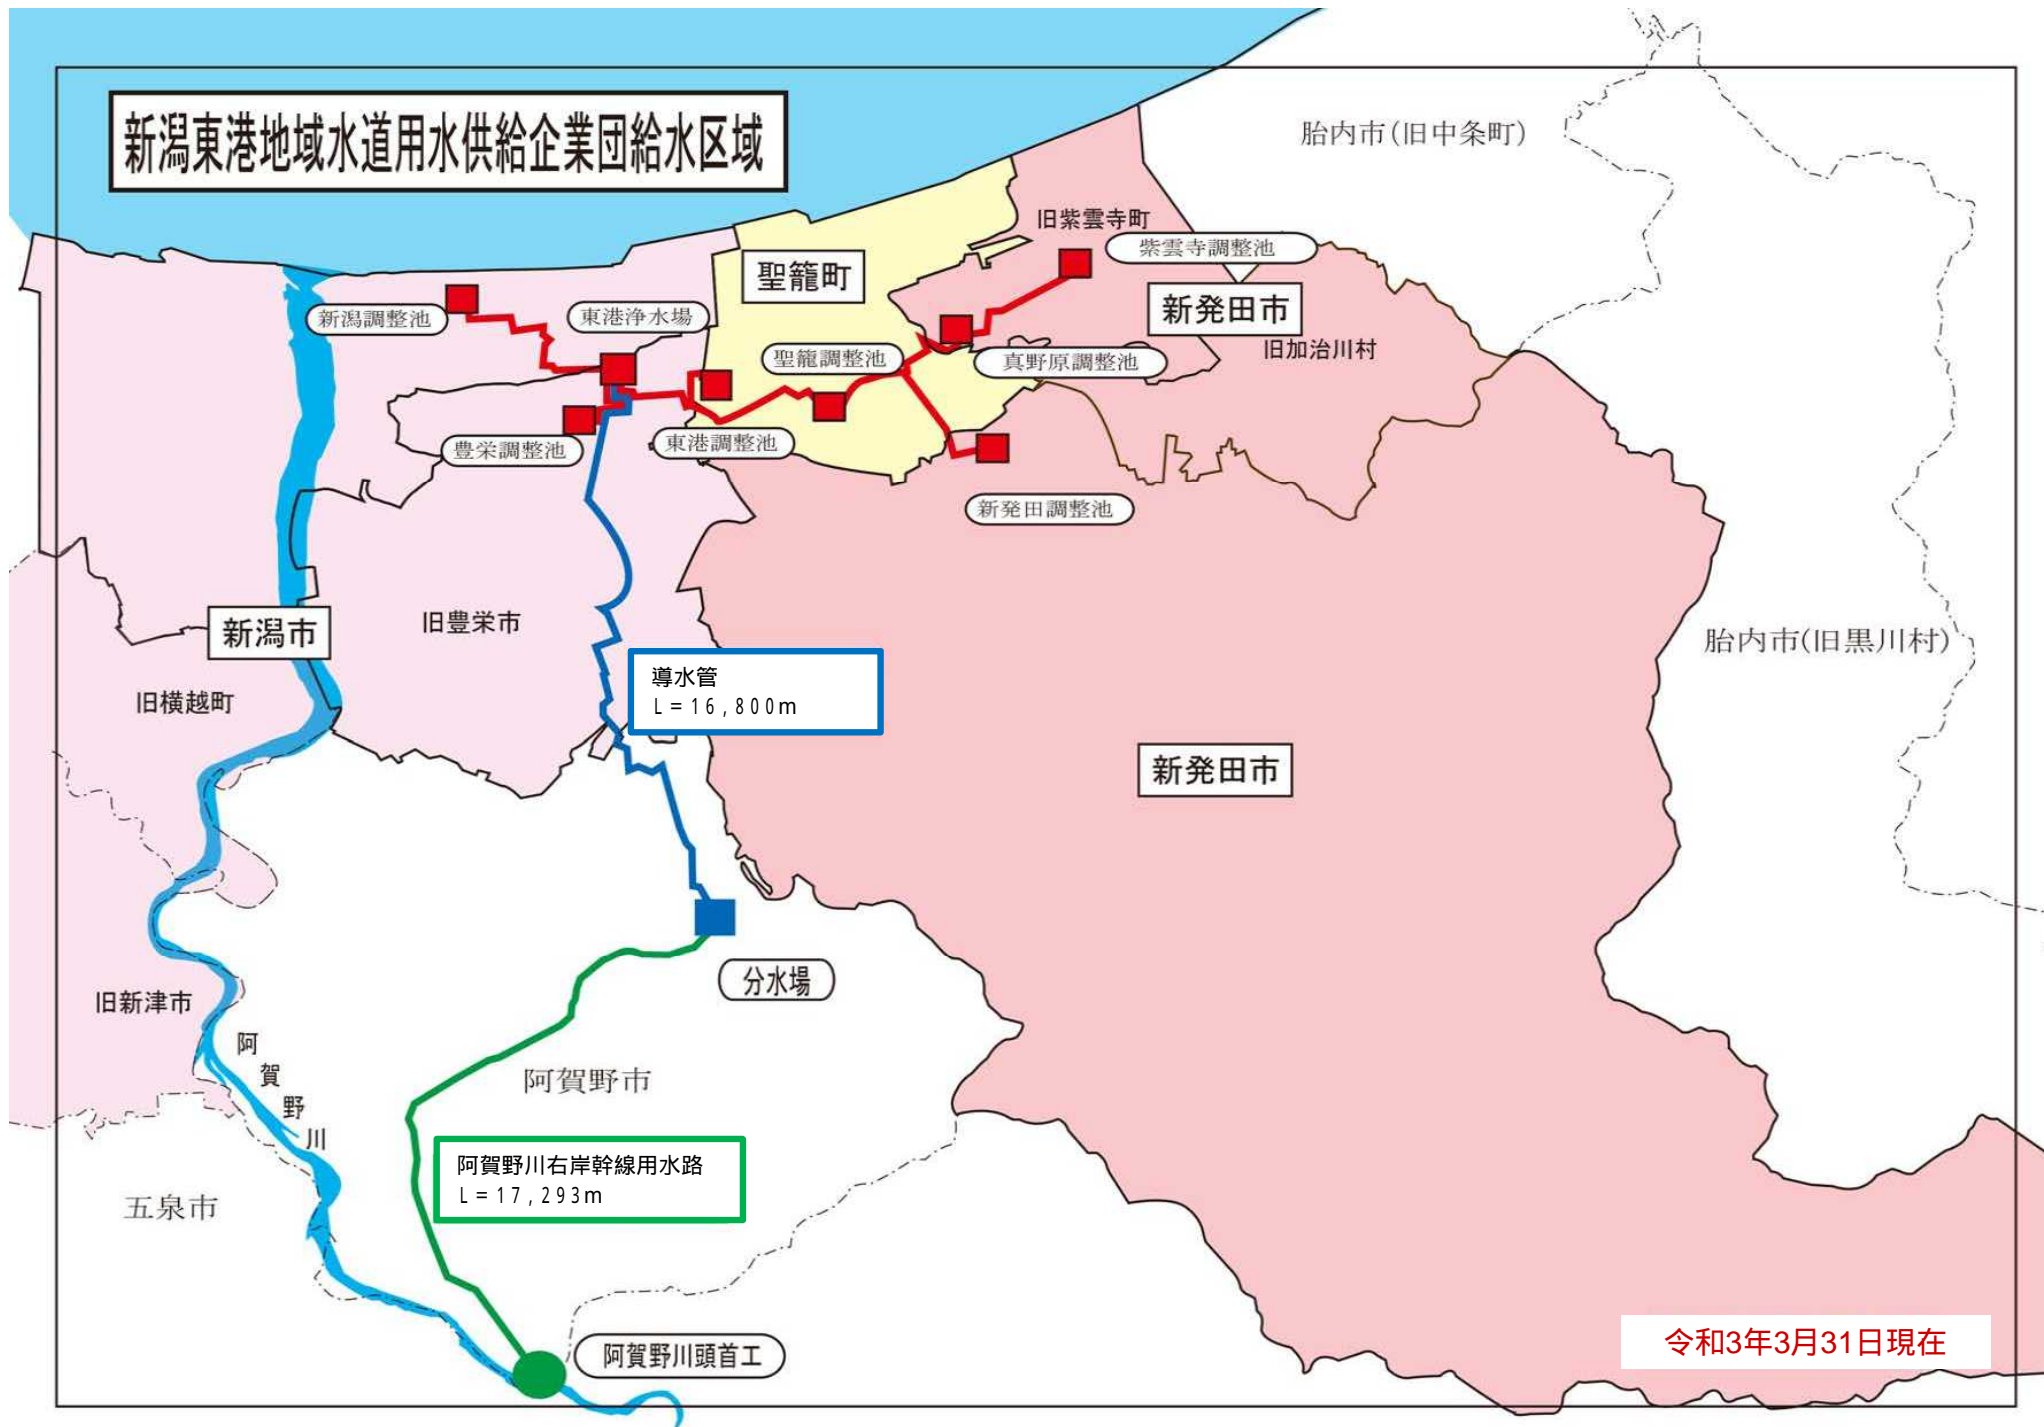 新潟東港地域水道用水供給企業団給水区域
胎内市(旧中条町)
旧紫雲寺町
紫雲寺調整池
聖籠町
新発田市
新潟調整池
東港浄水場
聖籠調整池
真野原調整池
旧加治川村
豊栄調整池
東港調整池
新発田調整池
新潟市
旧豊栄市
胎内市(旧黒川村)
導水管
L=16,800m
旧横越町
新発田市
分水場
旧新津市
阿賀野川
阿賀野市
阿賀野川右岸幹線用水路
L=17,293m
五泉市
阿賀野川頭首工
令和3年3月31日現在